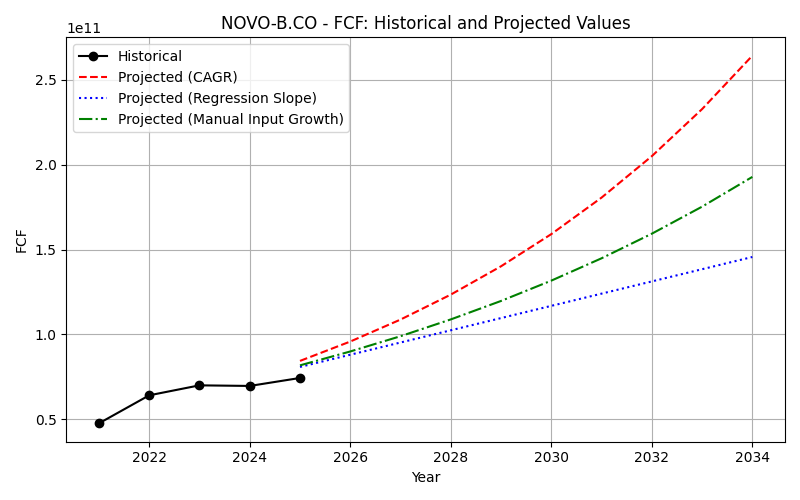 NOVO-B.CO - FCF: Historical and Projected Values
1e11
Historical
Projected (CAGR)
Projected (Regression Slope)
Projected (Manual Input Growth)
2.5
2.0
1.5
1.0
0.5
FCF
2022
2024
2026
2028
2030
2032
2034
Year